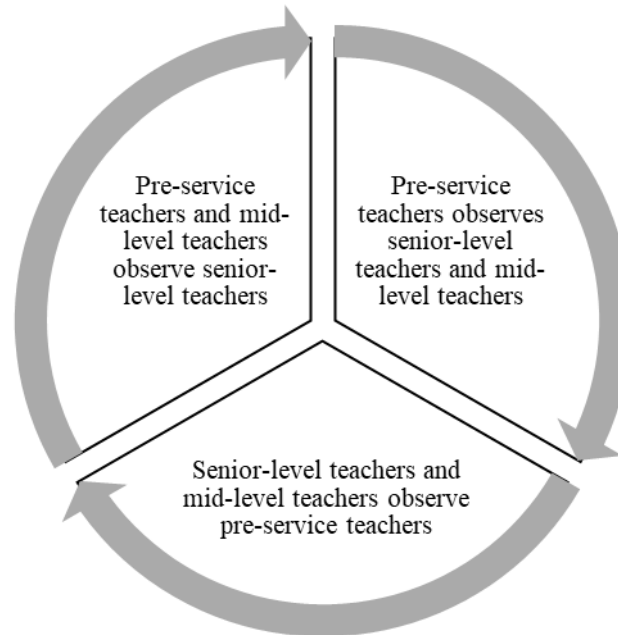 Pre-service
teachers and mid-
level teachers
observe senior-
level teachers
Pre-service
teachers observes
senior-level
teachers and mid-
level teachers
Senior-level teachers and
mid-level teachers observe
pre-service teachers